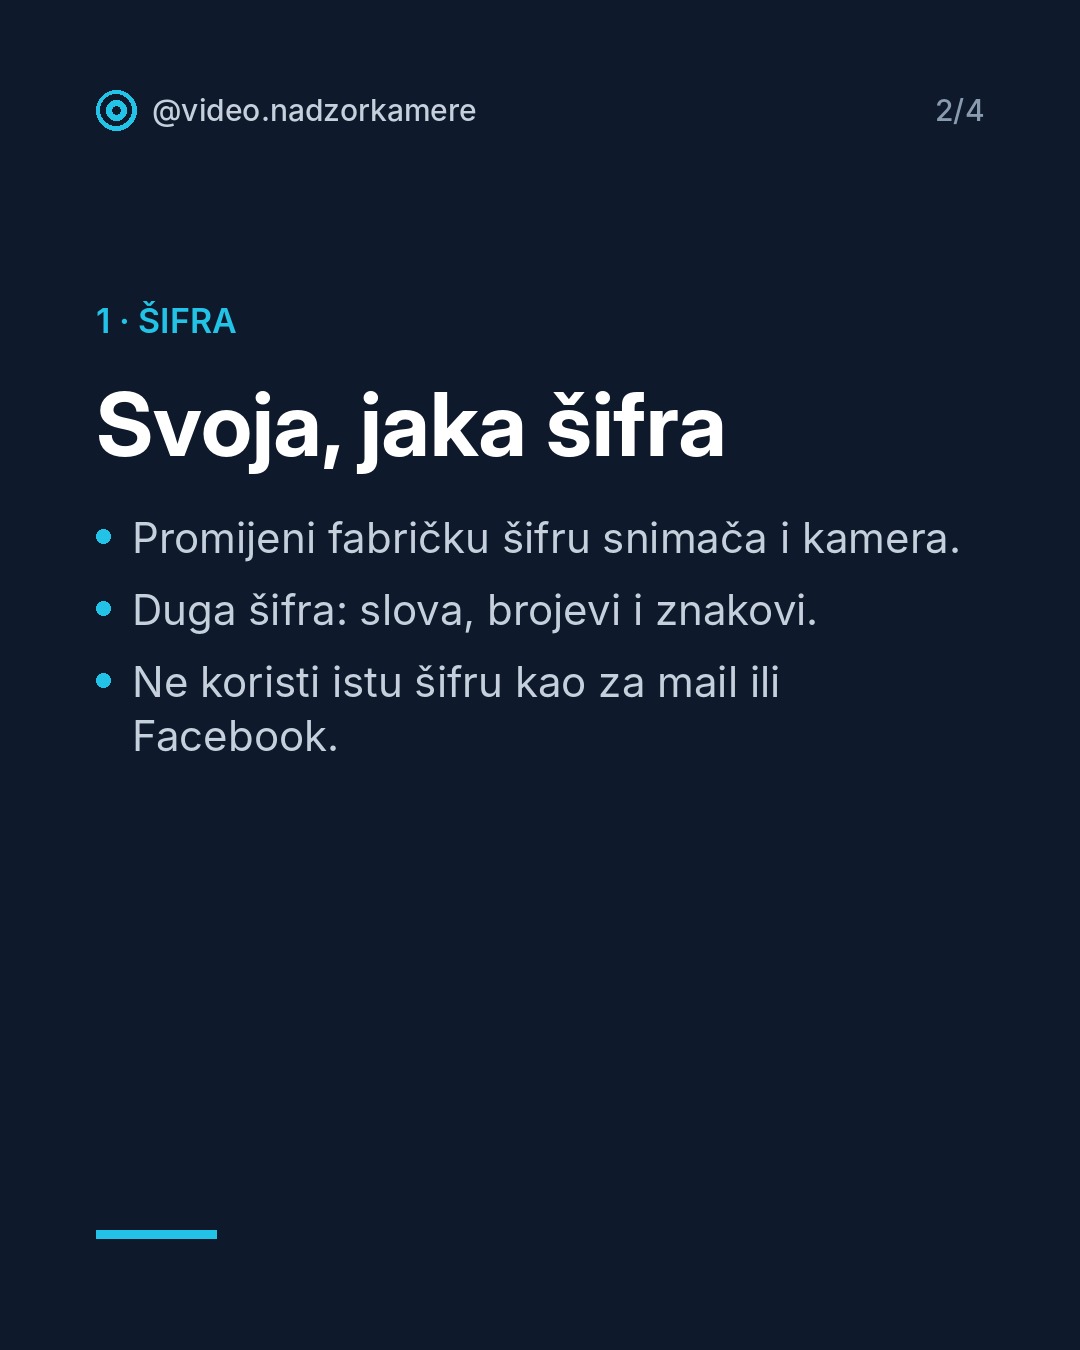 @video.nadzorkamere
2/4
1 · ŠIFRA
Svoja, jaka šifra
• Promijeni fabričku šifru snimača i kamera.
• Duga šifra: slova, brojevi i znakovi.
• Ne koristi istu šifru kao za mail ili
Facebook.